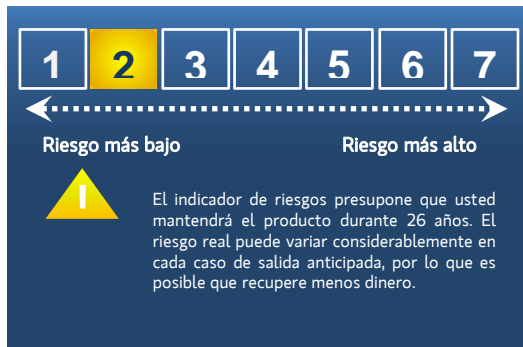 1 2 3 4 5 6 7
Riesgo más bajo Riesgo más alto
!
El indicador de riesgos presupone que usted
mantendrá el producto durante 26 años. El
riesgo real puede variar considerablemente en
cada caso de salida anticipada, por lo que es
posible que recupere menos dinero.